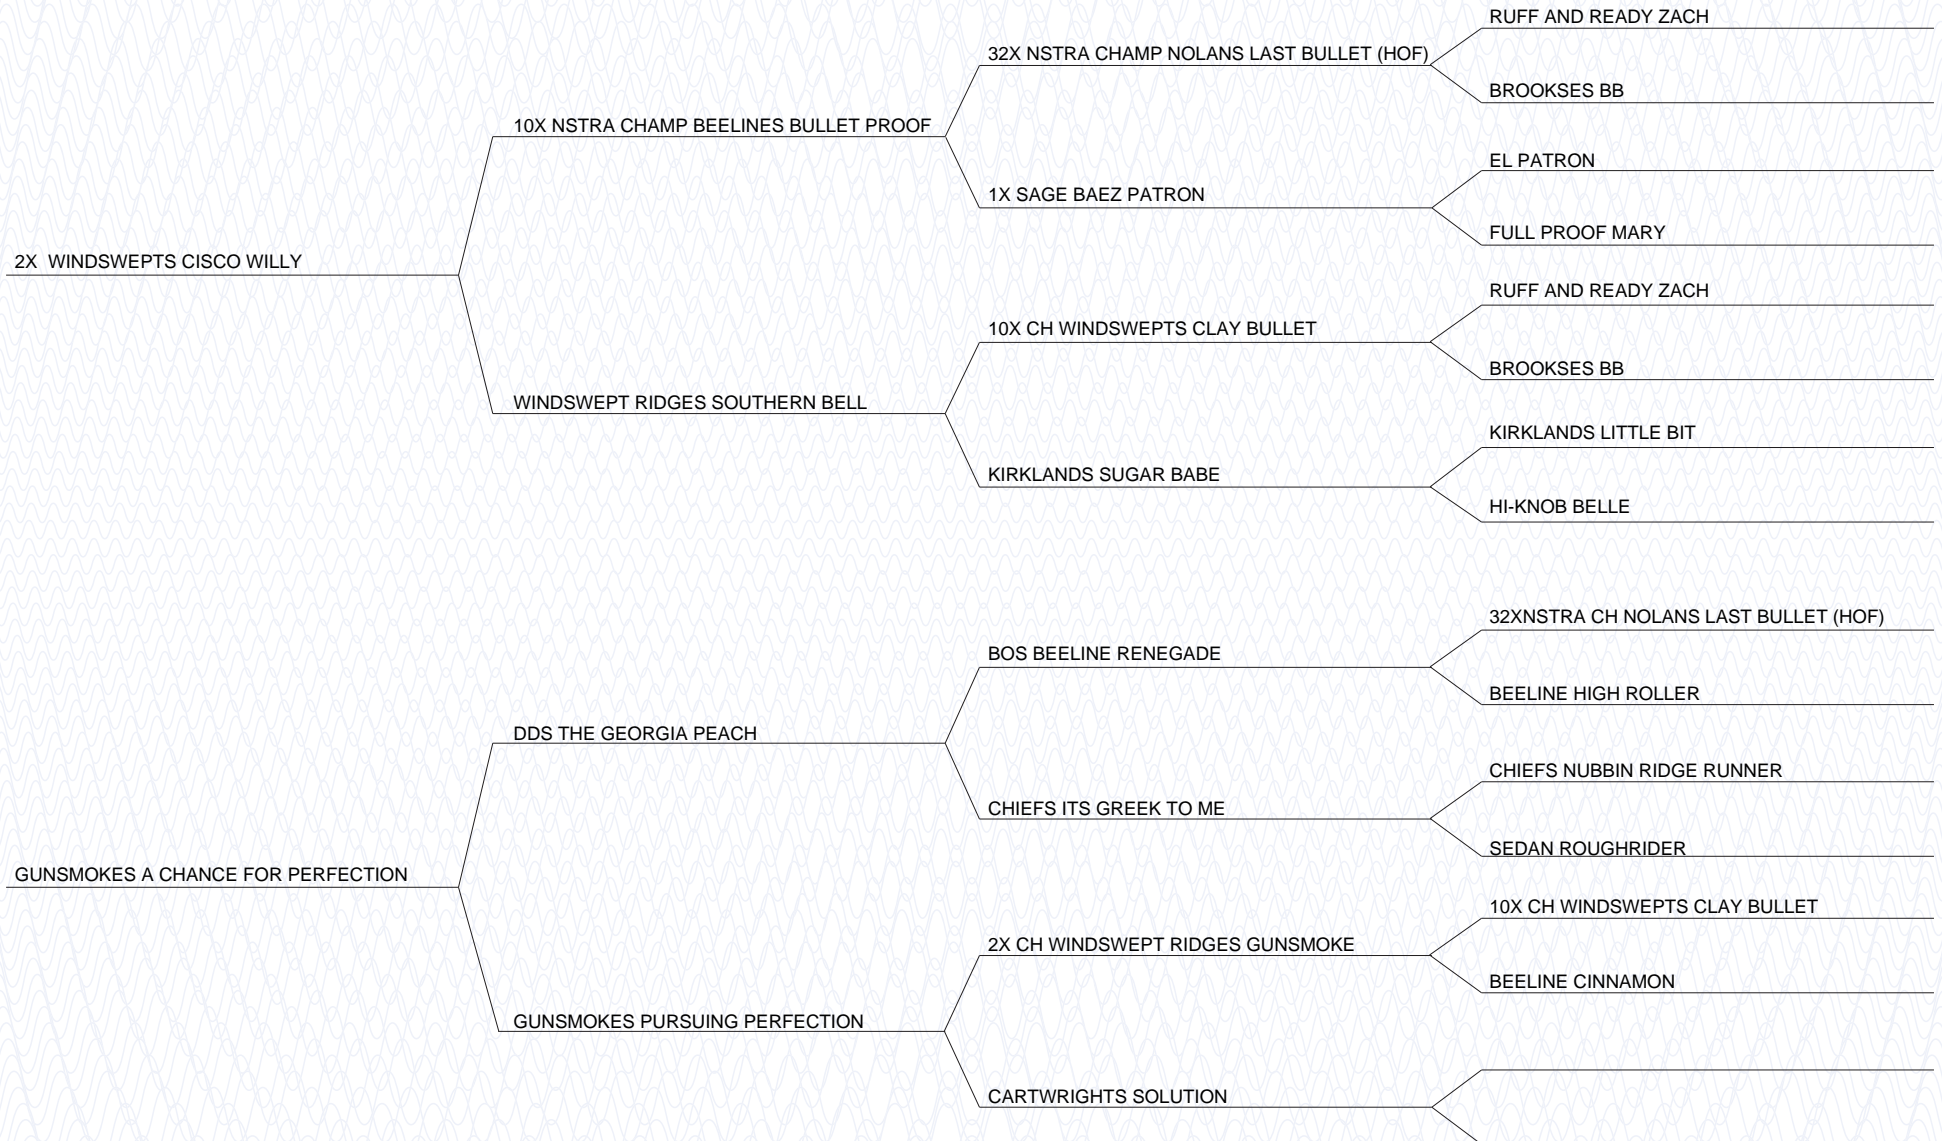 RUFF AND READY ZACH
32X NSTRA CHAMP NOLANS LAST BULLET (HOF)
BROOKSES BB
10X NSTRA CHAMP BEELINES BULLET PROOF
EL PATRON
1X SAGE BAEZ PATRON
FULL PROOF MARY
2X  WINDSWEPTS CISCO WILLY
RUFF AND READY ZACH
10X CH WINDSWEPTS CLAY BULLET
BROOKSES BB
WINDSWEPT RIDGES SOUTHERN BELL
KIRKLANDS LITTLE BIT
KIRKLANDS SUGAR BABE
HI-KNOB BELLE
32XNSTRA CH NOLANS LAST BULLET (HOF)
BOS BEELINE RENEGADE
BEELINE HIGH ROLLER
DDS THE GEORGIA PEACH
CHIEFS NUBBIN RIDGE RUNNER
CHIEFS ITS GREEK TO ME
SEDAN ROUGHRIDER
GUNSMOKES A CHANCE FOR PERFECTION
10X CH WINDSWEPTS CLAY BULLET
2X CH WINDSWEPT RIDGES GUNSMOKE
BEELINE CINNAMON
GUNSMOKES PURSUING PERFECTION
CARTWRIGHTS SOLUTION